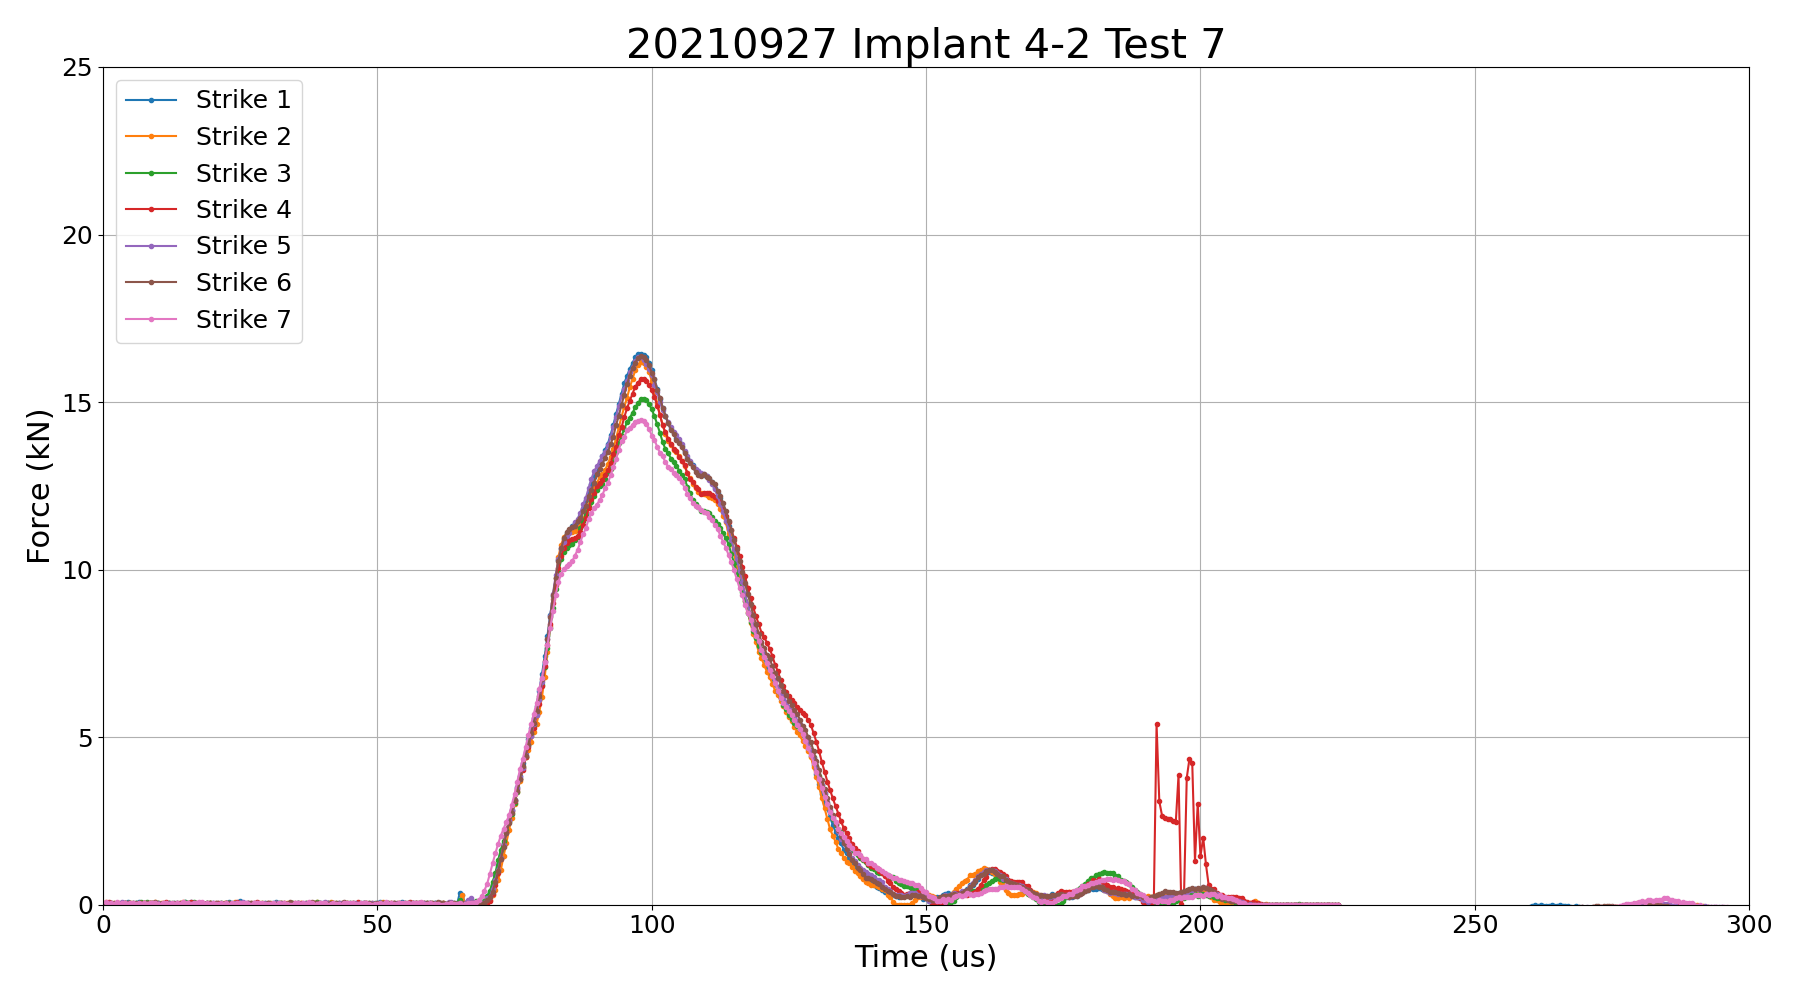 20210927 Implant 4-2 Test 7
25
20
15
10
5
0
Force (kN)
Strike 1
Strike 2
Strike 3
Strike 4
Strike 5
Strike 6
Strike 7
0 50 100 150 200 250 300
Time (us)